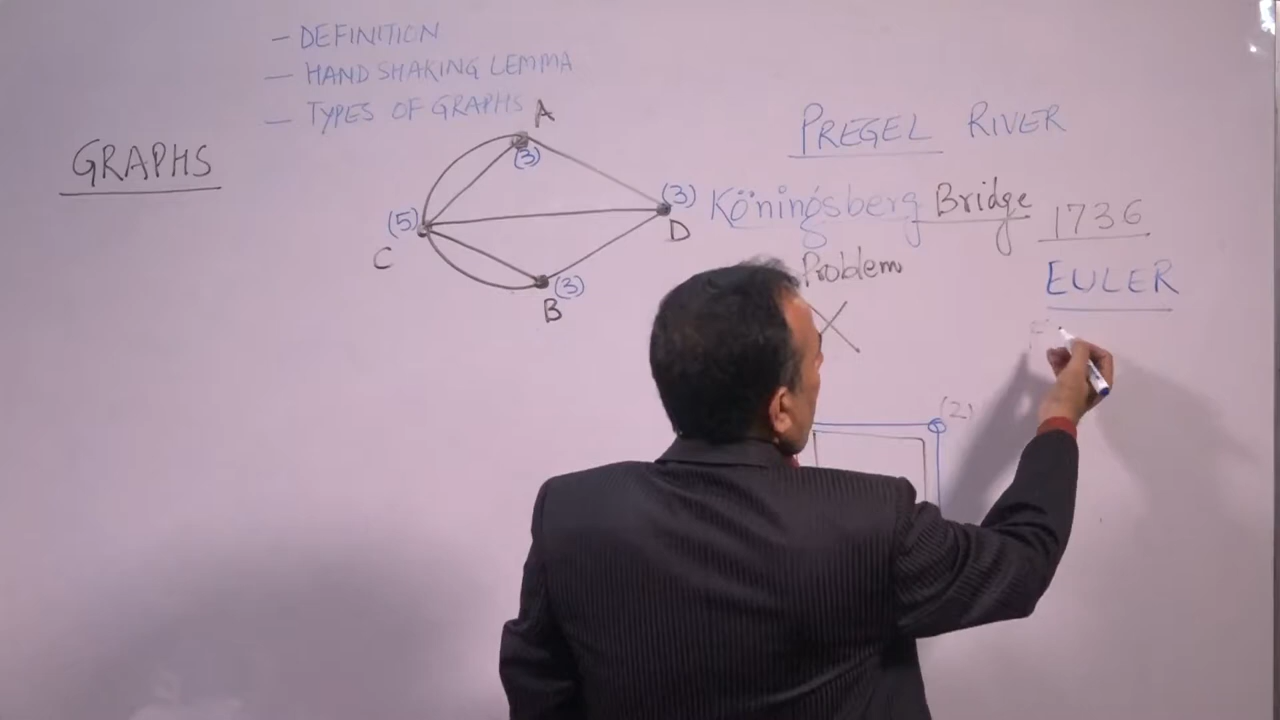 — DEFINITION
— HAND SHAKING LEMMA
— TYPES OF GRAPHS
GRAPHS
A
(3)
(5)
C
(3)
D
(3)
B
PREGEL RIVER
Köningsberg Bridge
Problem
1736
EULER
(2)